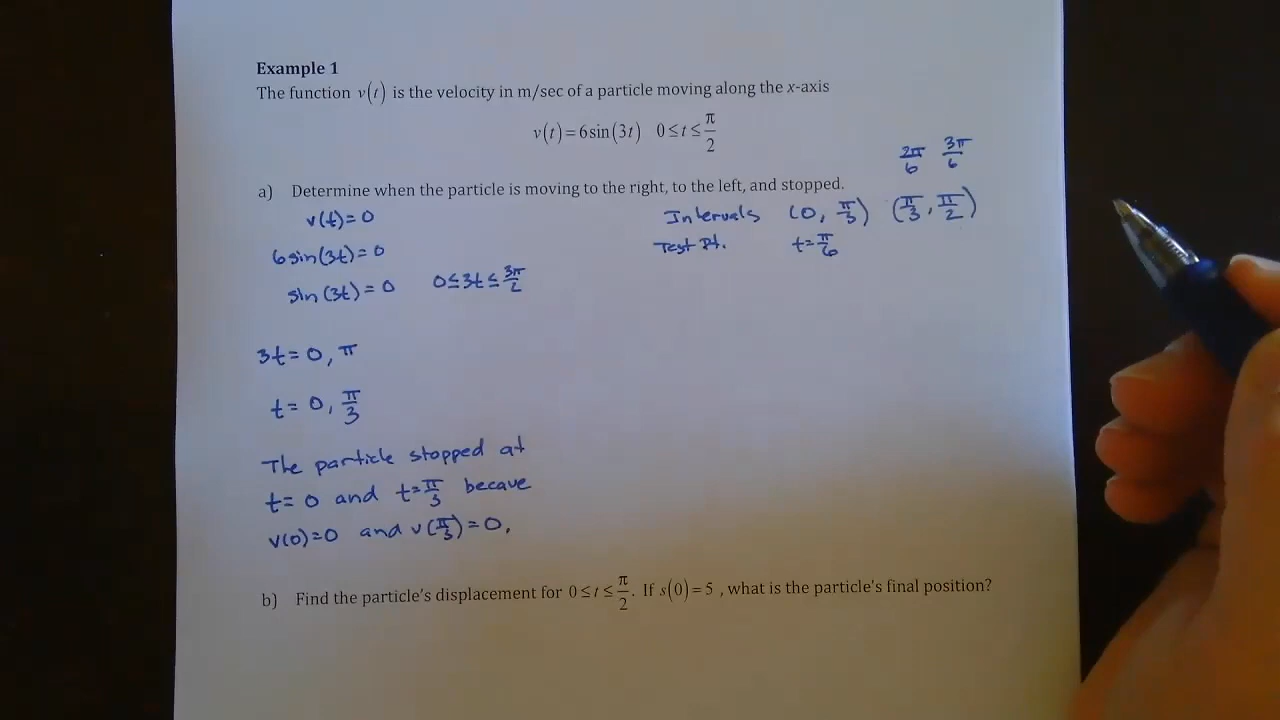 Example 1
The function v(t) is the velocity in m/sec of a particle moving along the x-axis
v(t)=6sin(3t) 0≤t≤π/2
2π/6 3π/6
a) Determine when the particle is moving to the right, to the left, and stopped.
v(t)=0
Intervals (0, π/3) (π/3, π/2)
6sin(3t)=0
Test Pt. t=π/6
sin(3t)=0 0≤3t≤3π/2
3t=0, π
t=0, π/3
The particle stopped at
t=0 and t=π/3 becaue
v(0)=0 and v(π/3)=0.
b) Find the particle's displacement for 0≤t≤π/2. If s(0)=5, what is the particle's final position?